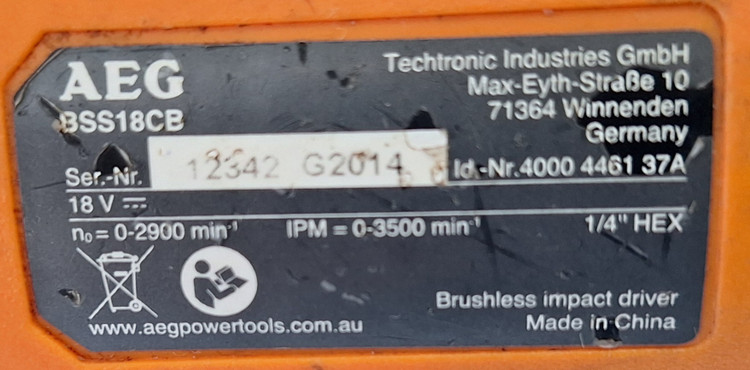 AEG
BSS18CB
Techtronic Industries GmbH
Max-Eyth-Straße 10
71364 Winnenden
Germany
Ser.-Nr. 12342 G2014 Id.-Nr.4000 4461 37A
18 V ⎓
n₀ = 0-2900 min⁻¹ IPM = 0-3500 min⁻¹ 1/4" HEX
Brushless impact driver
www.aegpowertools.com.au Made in China